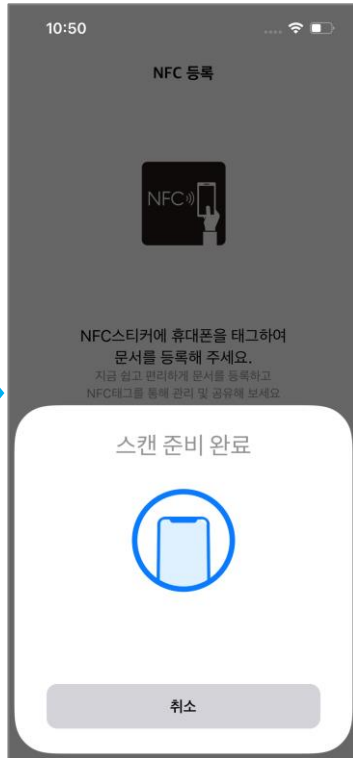 10:50
NFC 등록
NFC
NFC스티커에 휴대폰을 태그하여
문서를 등록해 주세요.
지금 쉽고 편리하게 문서를 등록하고
NFC태그를 통해 관리 및 공유해 보세요
스캔 준비 완료
취소